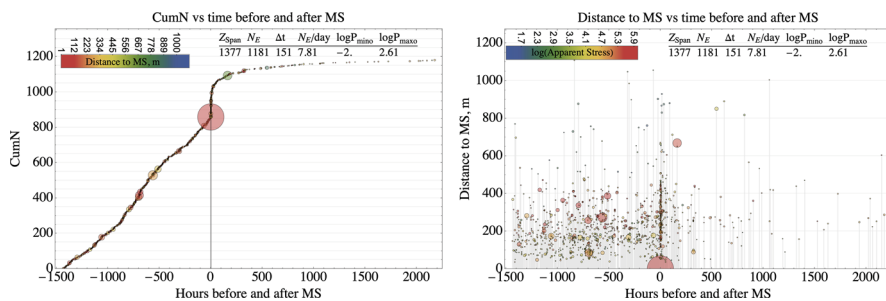 CumN vs time before and after MS
Z_Span N_E Δt N_E/day logP_mino logP_maxo
1377 1181 151 7.81 −2. 2.61
1 112 223 334 445 556 667 778 889 1000
Distance to MS, m
1200
1000
800
600
400
200
0
CumN
−1500 −1000 −500 0 500 1000 1500 2000
Hours before and after MS
Distance to MS vs time before and after MS
Z_Span N_E Δt N_E/day logP_mino logP_maxo
1377 1181 151 7.81 −2. 2.61
1.7 2.3 2.9 3.5 4.1 4.7 5.3 5.9
log(Apparent Stress)
1200
1000
800
600
400
200
0
Distance to MS, m
−1500 −1000 −500 0 500 1000 1500 2000
Hours before and after MS